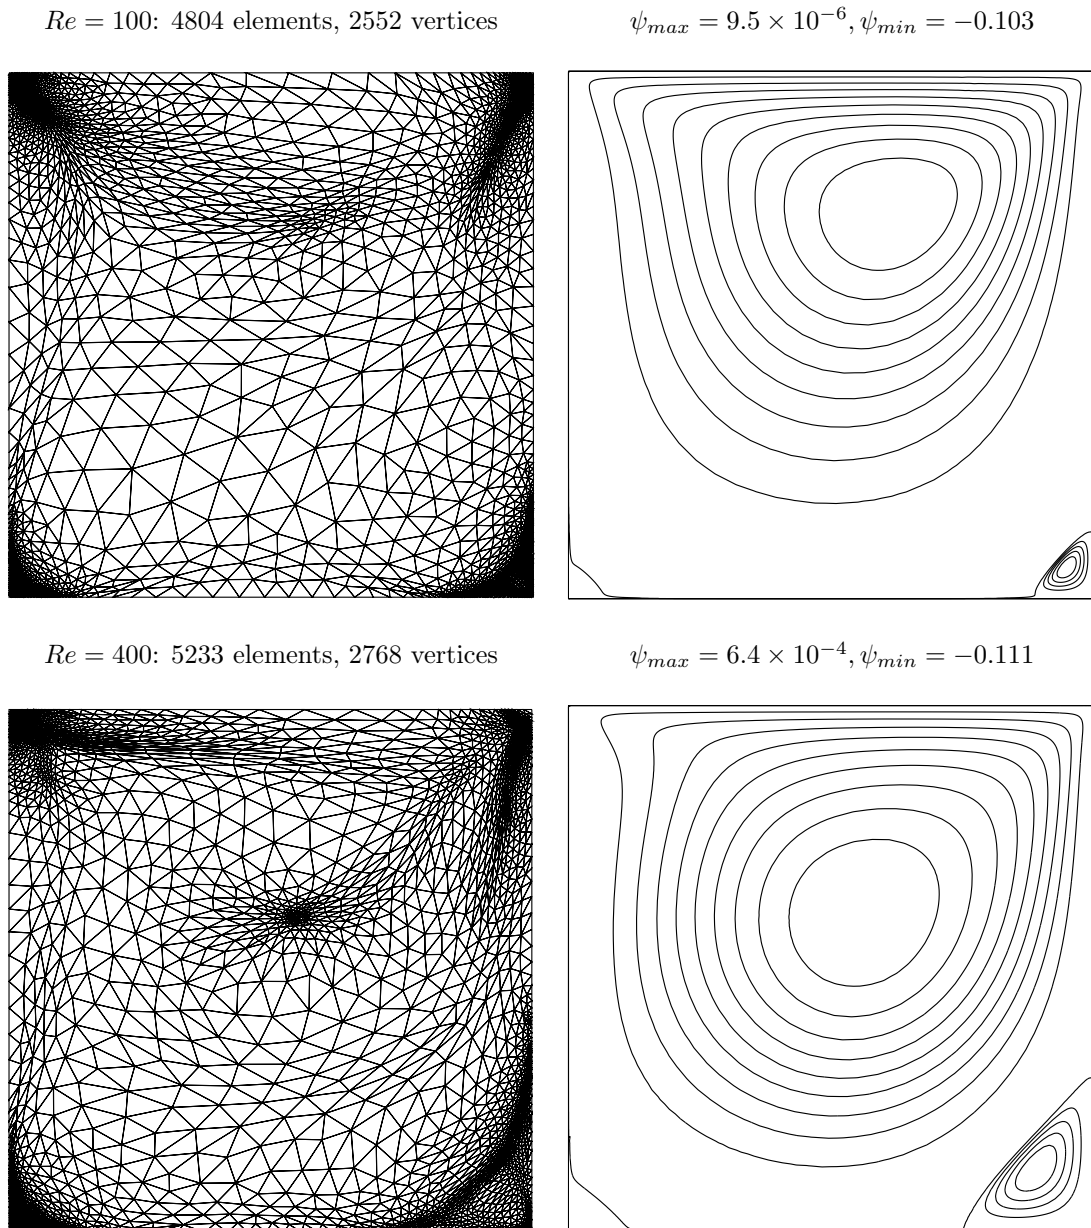 Re = 100: 4804 elements, 2552 vertices
ψmax = 9.5 × 10⁻⁶, ψmin = −0.103
Re = 400: 5233 elements, 2768 vertices
ψmax = 6.4 × 10⁻⁴, ψmin = −0.111